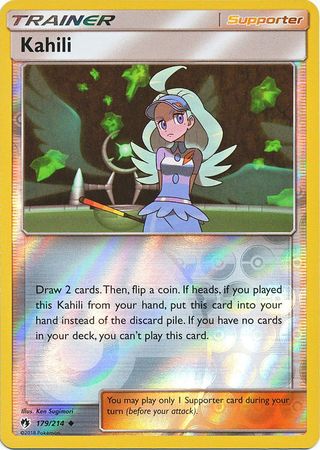 TRAINER Supporter
Kahili
Draw 2 cards. Then, flip a coin. If heads, if you played
this Kahili from your hand, put this card into your
hand instead of the discard pile. If you have no cards
in your deck, you can't play this card.
Illus. Ken Sugimori
179/214
©2018 Pokémon
You may play only 1 Supporter card during your
turn (before your attack).